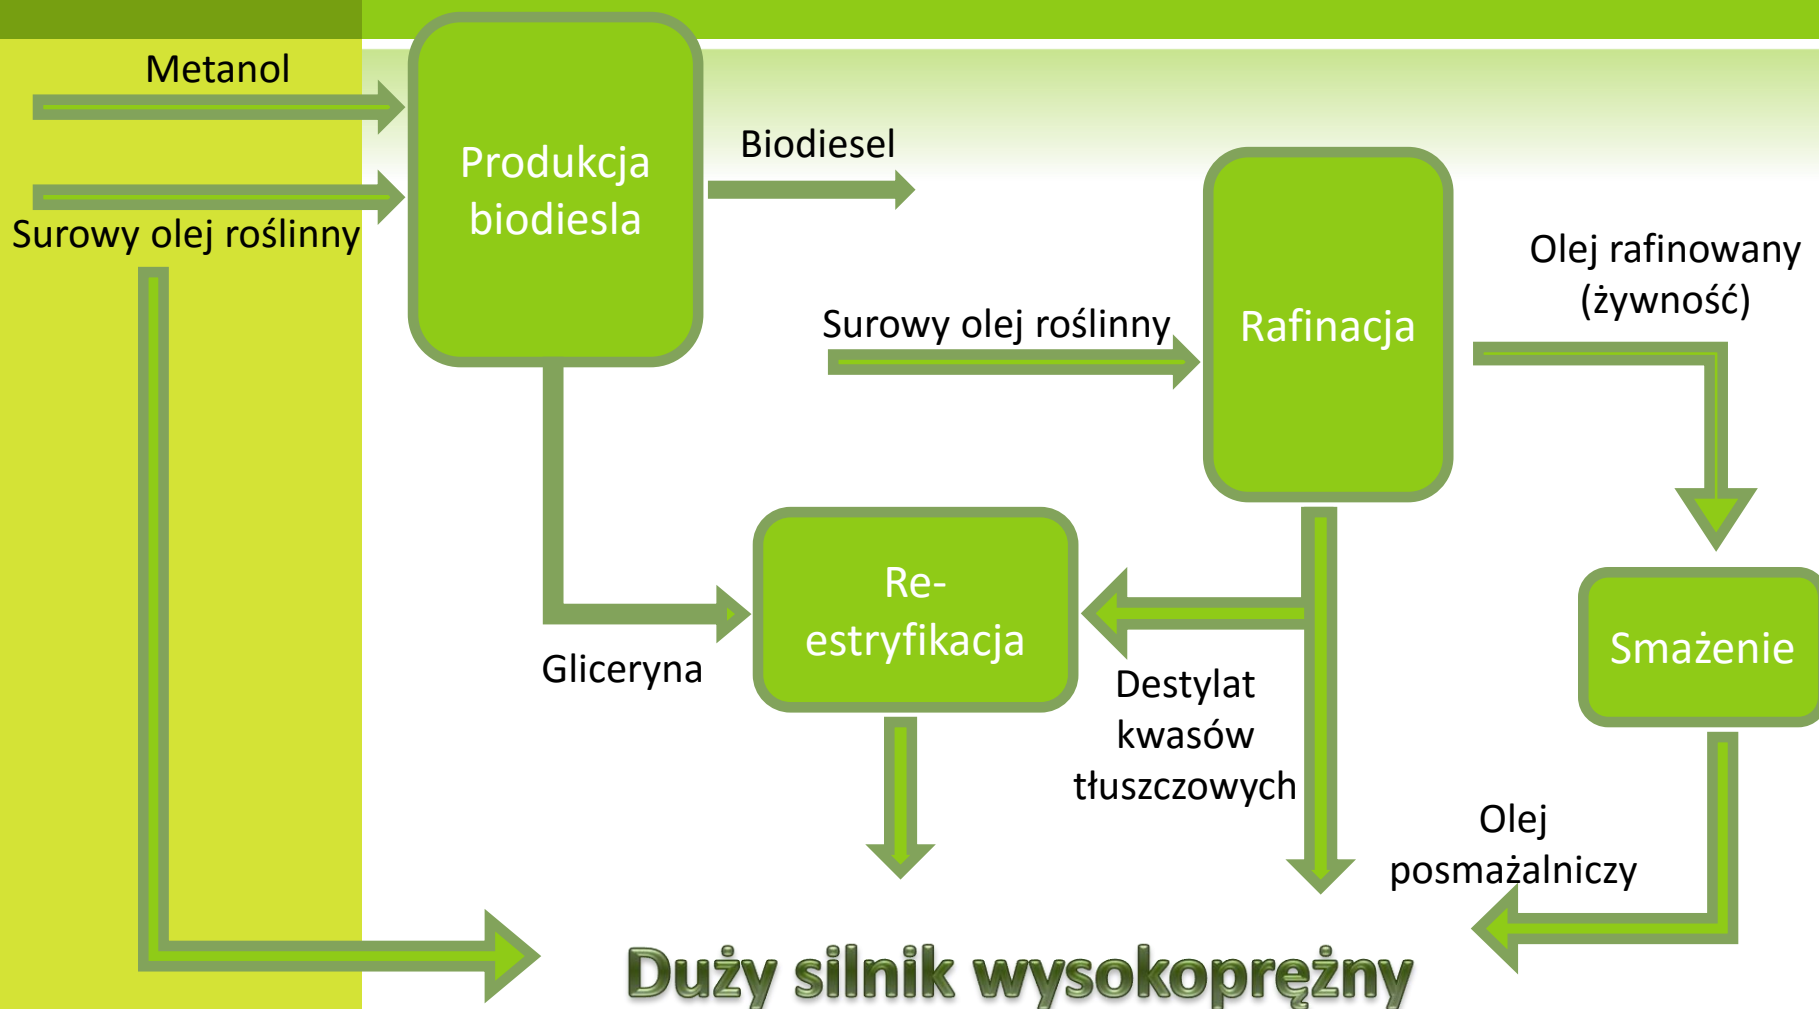 Metanol
Produkcja
biodiesla
Biodiesel
Surowy olej roślinny
Olej rafinowany
(żywność)
Surowy olej roślinny
Rafinacja
Re-
estryfikacja
Gliceryna
Destylat
kwasów
tłuszczowych
Smażenie
Olej
posmażalniczy
Duży silnik wysokoprężny